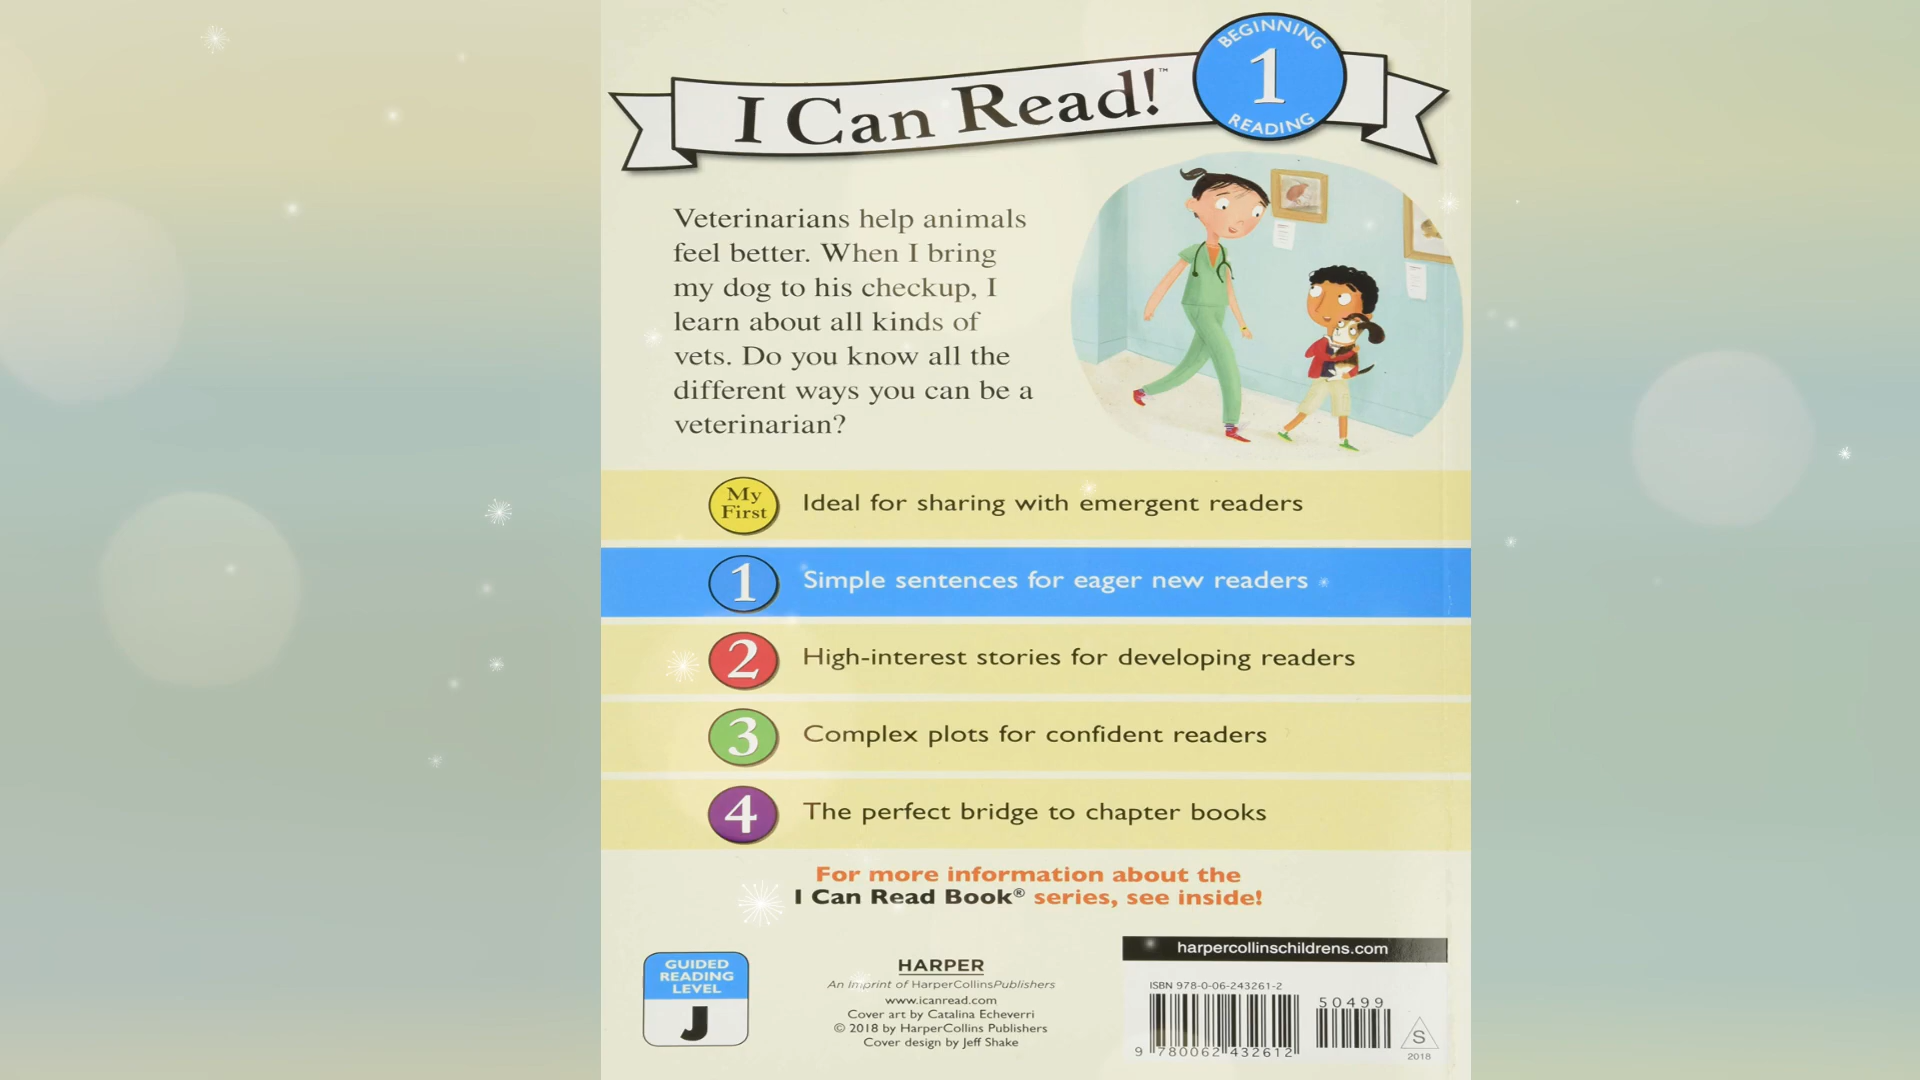 I Can Read!™
BEGINNING
1
READING
Veterinarians help animals
feel better. When I bring
my dog to his checkup, I
learn about all kinds of
vets. Do you know all the
different ways you can be a
veterinarian?
My
First
Ideal for sharing with emergent readers
1
Simple sentences for eager new readers
2
High-interest stories for developing readers
3
Complex plots for confident readers
4
The perfect bridge to chapter books
For more information about the
I Can Read Book® series, see inside!
GUIDED
READING
LEVEL
J
HARPER
An Imprint of HarperCollinsPublishers
www.icanread.com
Cover art by Catalina Echeverri
© 2018 by HarperCollins Publishers
Cover design by Jeff Shake
harpercollinschildrens.com
ISBN 978-0-06-243261-2
50499
9 780062 432612
S
2018